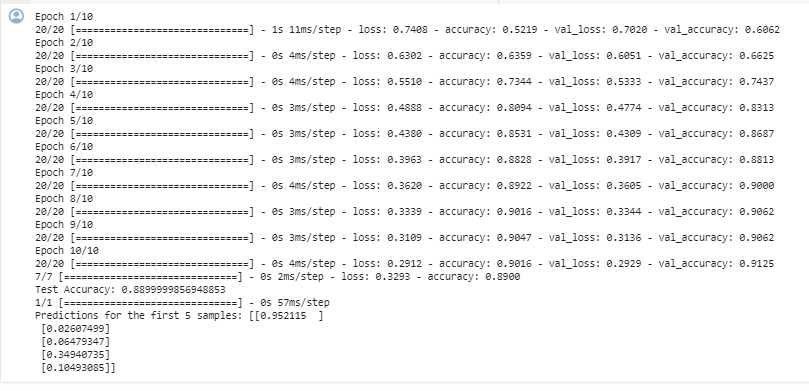 Epoch 1/10
20/20 [==============================] - 1s 11ms/step - loss: 0.7408 - accuracy: 0.5219 - val_loss: 0.7020 - val_accuracy: 0.6062
Epoch 2/10
20/20 [==============================] - 0s 4ms/step - loss: 0.6302 - accuracy: 0.6359 - val_loss: 0.6051 - val_accuracy: 0.6625
Epoch 3/10
20/20 [==============================] - 0s 4ms/step - loss: 0.5510 - accuracy: 0.7344 - val_loss: 0.5333 - val_accuracy: 0.7437
Epoch 4/10
20/20 [==============================] - 0s 3ms/step - loss: 0.4888 - accuracy: 0.8094 - val_loss: 0.4774 - val_accuracy: 0.8313
Epoch 5/10
20/20 [==============================] - 0s 3ms/step - loss: 0.4380 - accuracy: 0.8531 - val_loss: 0.4309 - val_accuracy: 0.8687
Epoch 6/10
20/20 [==============================] - 0s 3ms/step - loss: 0.3963 - accuracy: 0.8828 - val_loss: 0.3917 - val_accuracy: 0.8813
Epoch 7/10
20/20 [==============================] - 0s 4ms/step - loss: 0.3620 - accuracy: 0.8922 - val_loss: 0.3605 - val_accuracy: 0.9000
Epoch 8/10
20/20 [==============================] - 0s 3ms/step - loss: 0.3339 - accuracy: 0.9016 - val_loss: 0.3344 - val_accuracy: 0.9062
Epoch 9/10
20/20 [==============================] - 0s 3ms/step - loss: 0.3109 - accuracy: 0.9047 - val_loss: 0.3136 - val_accuracy: 0.9062
Epoch 10/10
20/20 [==============================] - 0s 4ms/step - loss: 0.2912 - accuracy: 0.9016 - val_loss: 0.2929 - val_accuracy: 0.9125
7/7 [==============================] - 0s 2ms/step - loss: 0.3293 - accuracy: 0.8900
Test Accuracy: 0.8899999856948853
1/1 [==============================] - 0s 57ms/step
Predictions for the first 5 samples: [[0.952115  ]
 [0.02607499]
 [0.06479347]
 [0.34940735]
 [0.10493085]]